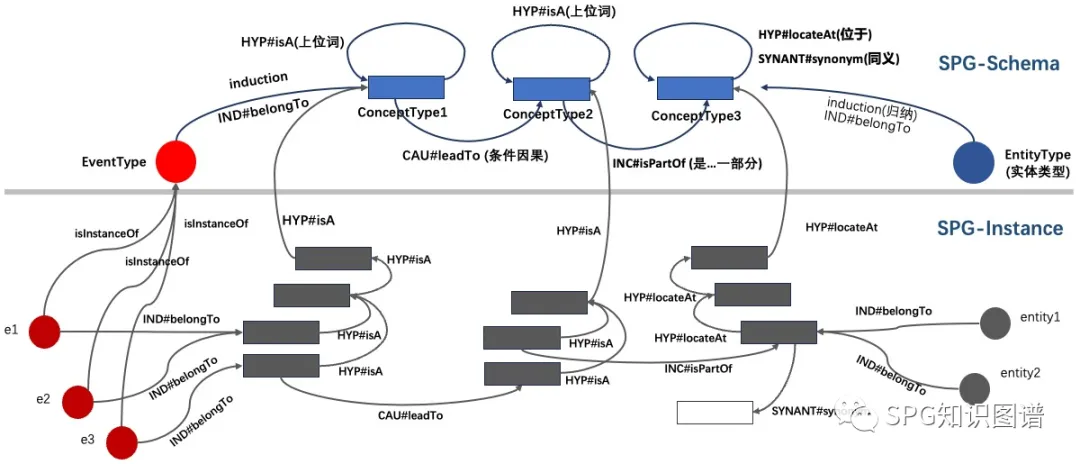 HYP#isA(上位词)
HYP#isA(上位词)
HYP#locateAt(位于)
SYNANT#synonym(同义)
SPG-Schema
induction
IND#belongTo
ConceptType1
ConceptType2
ConceptType3
induction(归纳)
IND#belongTo
CAU#leadTo (条件因果)
INC#isPartOf (是...一部分)
EventType
EntityType
(实体类型)
isInstanceOf
isInstanceOf
isInstanceOf
HYP#isA
HYP#isA
HYP#locateAt
SPG-Instance
HYP#isA
HYP#locateAt
e1
IND#belongTo
HYP#isA
HYP#isA
HYP#locateAt
IND#belongTo
entity1
IND#belongTo
HYP#isA
HYP#isA
INC#isPartOf
IND#belongTo
entity2
e2
IND#belongTo
CAU#leadTo
SYNANT#synonym
SPG知识图谱
e3